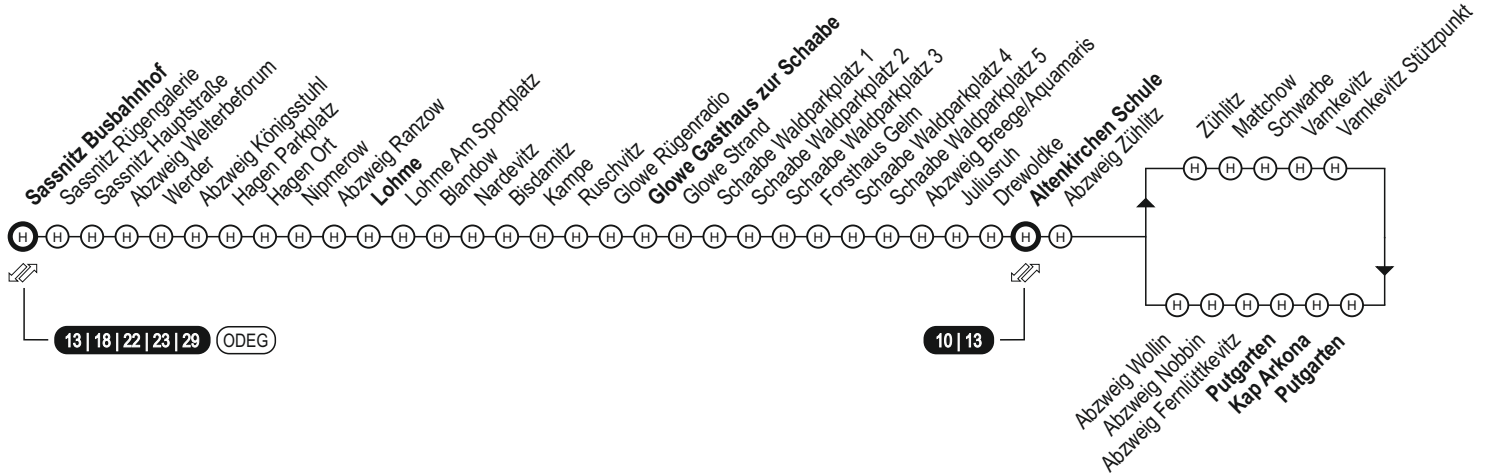 Sassnitz Busbahnhof
Sassnitz Rügengalerie
Sassnitz Hauptstraße
Abzweig Welterbeforum
Werder
Abzweig Königsstuhl
Hagen Parkplatz
Hagen Ort
Nipmerow
Abzweig Ranzow
Lohme
Lohme Am Sportplatz
Blandow
Nardevitz
Bisdamitz
Kampe
Ruschvitz
Glowe Rügenradio
Glowe Gasthaus zur Schaabe
Glowe Strand
Schaabe Waldparkplatz 1
Schaabe Waldparkplatz 2
Schaabe Waldparkplatz 3
Forsthaus Gelm
Schaabe Waldparkplatz 4
Schaabe Waldparkplatz 5
Abzweig Breege/Aquamaris
Juliusruh
Drewoldke
Altenkirchen Schule
Abzweig Zühlitz
Zühlitz
Mattchow
Schwarbe
Varnkevitz
Varnkevitz Stützpunkt
H H H H H
H H H H H H H H H H H H H H H H H H H H H H H H H H H H H H H
H H H H H H
13 | 18 | 22 | 23 | 29 ODEG
10 | 13
Abzweig Wollin
Abzweig Nobbin
Abzweig Fernlüttkevitz
Putgarten
Kap Arkona
Putgarten